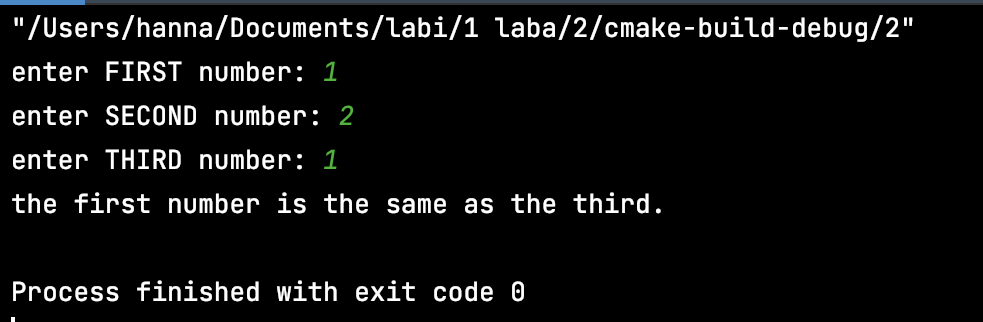 "/Users/hanna/Documents/labi/1 laba/2/cmake-build-debug/2"
enter FIRST number: 1
enter SECOND number: 2
enter THIRD number: 1
the first number is the same as the third.
Process finished with exit code 0